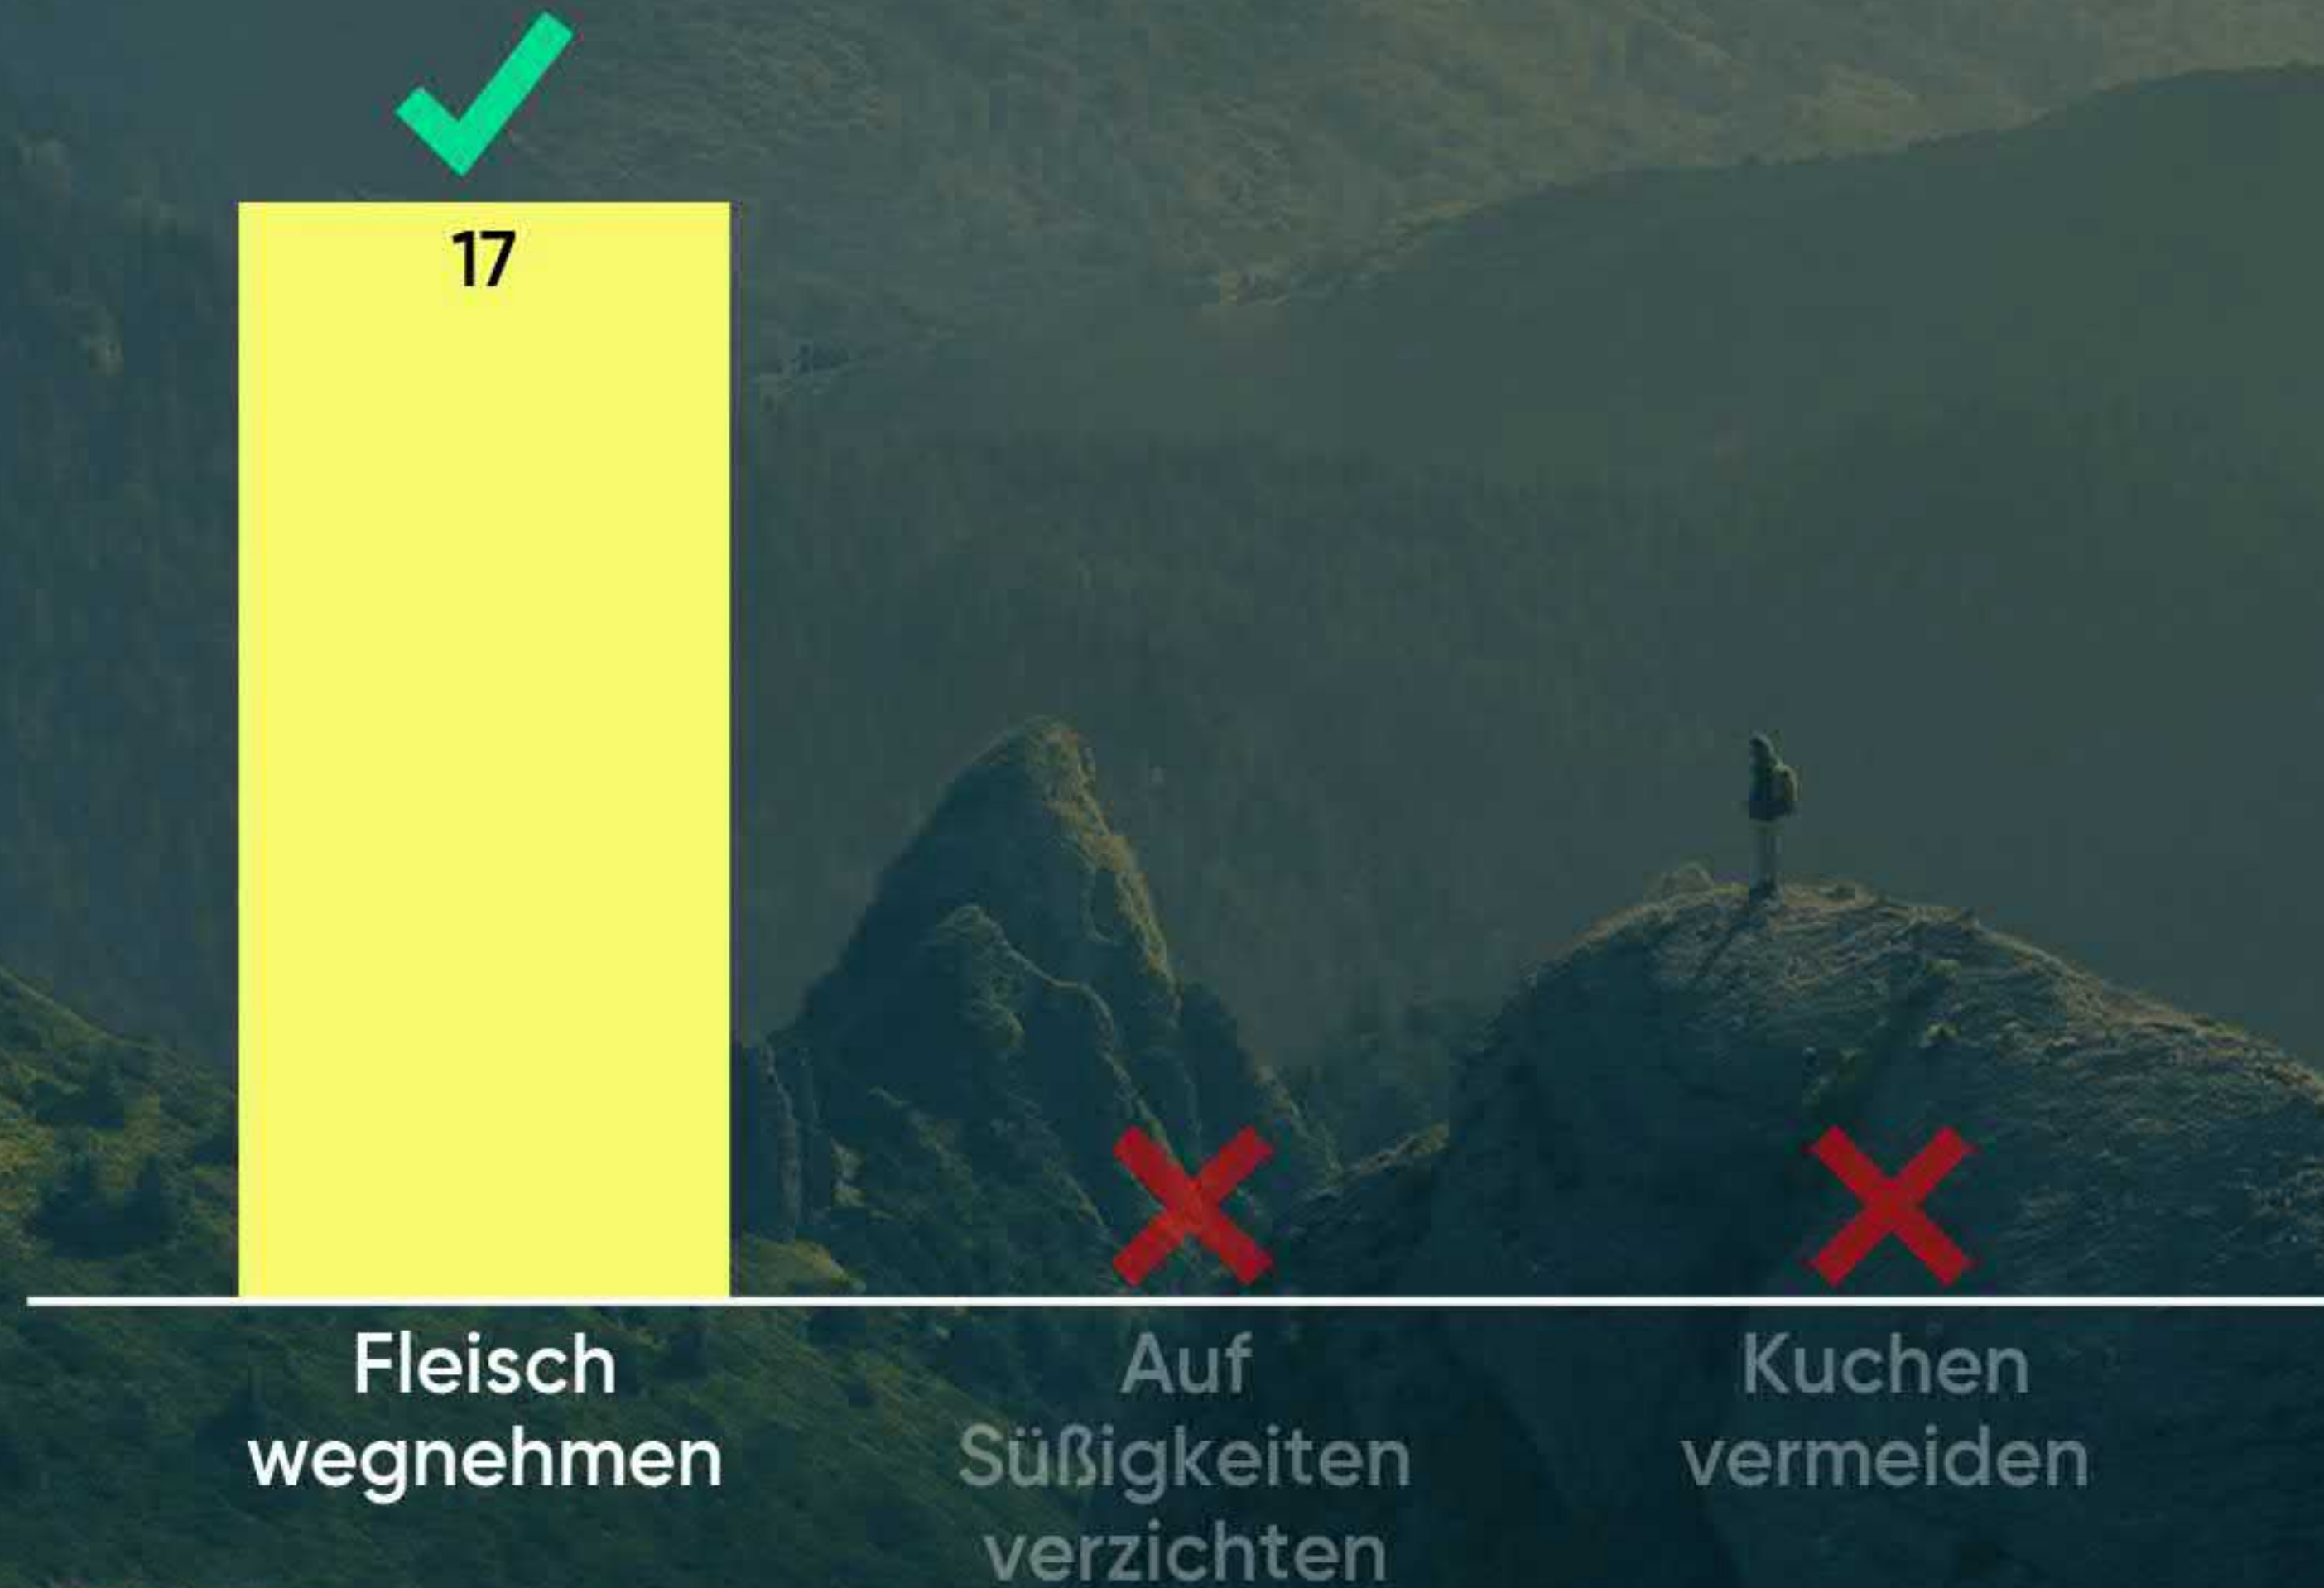 17
Fleisch
wegnehmen
Auf
Süßigkeiten
verzichten
Kuchen
vermeiden